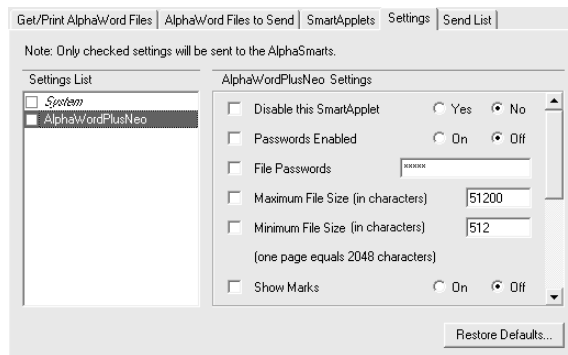 Get/Print AlphaWord Files AlphaWord Files to Send SmartApplets Settings Send List
Note: Only checked settings will be sent to the AlphaSmarts.
Settings List
System
AlphaWordPlusNeo
AlphaWordPlusNeo Settings
Disable this SmartApplet Yes No
Passwords Enabled On Off
File Passwords xxxxx
Maximum File Size (in characters) 51200
Minimum File Size (in characters) 512
(one page equals 2048 characters)
Show Marks On Off
Restore Defaults...